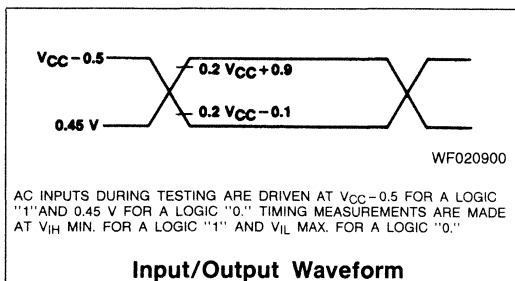 VCC−0.5
0.2 VCC+0.9
0.2 VCC−0.1
0.45 V
WF020900
AC INPUTS DURING TESTING ARE DRIVEN AT VCC−0.5 FOR A LOGIC
"1"AND 0.45 V FOR A LOGIC "0." TIMING MEASUREMENTS ARE MADE
AT VIH MIN. FOR A LOGIC "1" AND VIL MAX. FOR A LOGIC "0."
Input/Output Waveform